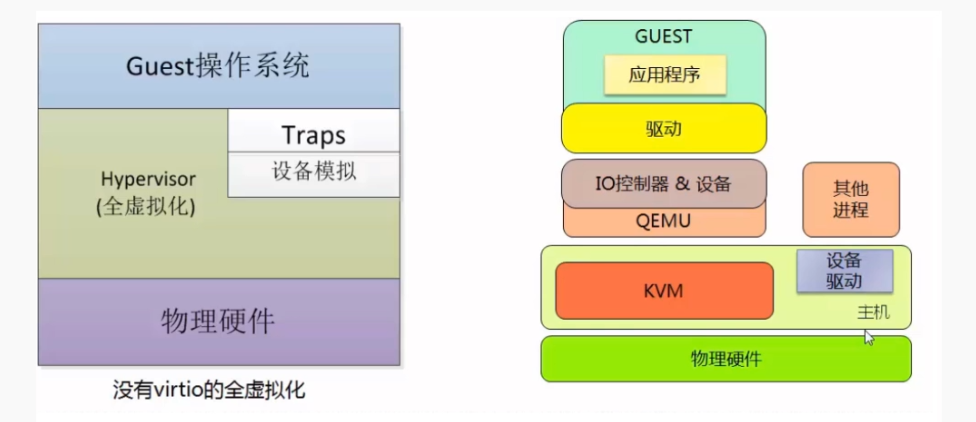 Guest操作系统
Traps
设备模拟
Hypervisor
(全虚拟化)
物理硬件
没有virtio的全虚拟化
GUEST
应用程序
驱动
IO控制器 & 设备
QEMU
其他
进程
设备
驱动
KVM
主机
物理硬件